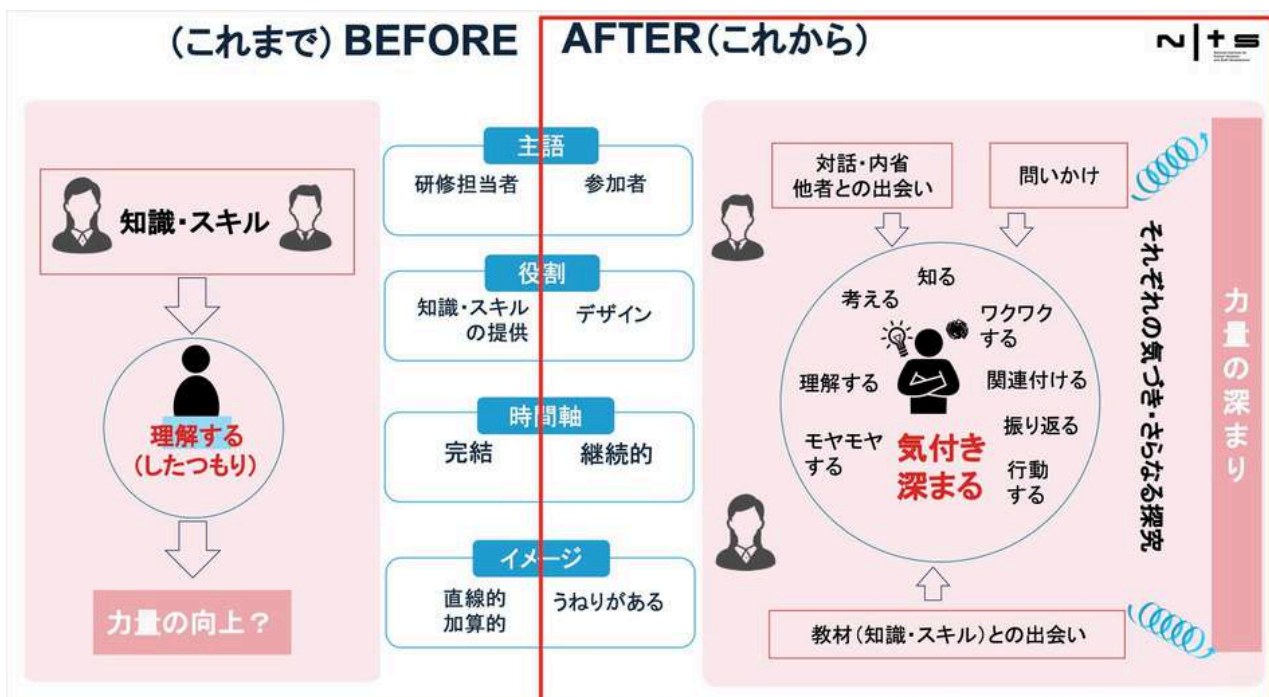 (これまで) BEFORE
AFTER(これから)
N|ts
知識・スキル
理解する
(したつもり)
力量の向上？
主語
研修担当者
参加者
役割
知識・スキル
の提供
デザイン
時間軸
完結
継続的
イメージ
直線的
加算的
うねりがある
対話・内省
他者との出会い
問いかけ
知る
考える
ワクワク
する
理解する
関連付ける
モヤモヤ
する
振り返る
行動
する
気付き
深まる
教材(知識・スキル)との出会い
それぞれの気づき・さらなる探究
力量の深まり